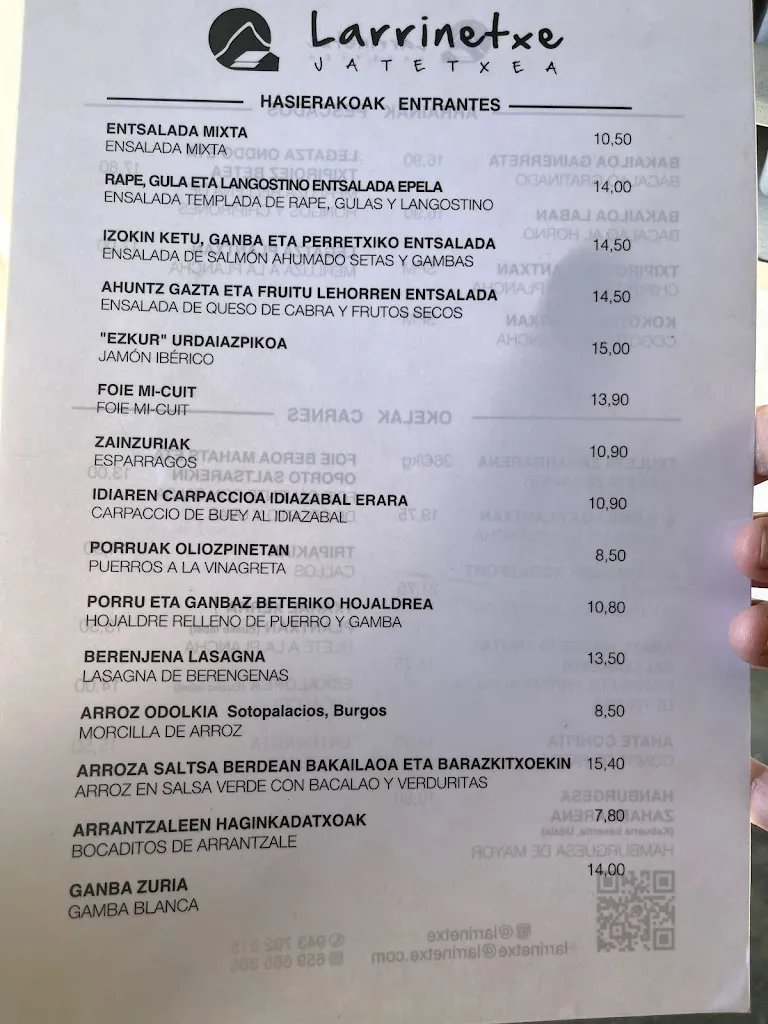 Larrinetxe
JATETXEA
HASIERAKOAK ENTRANTES
ENTSALADA MIXTA
ENSALADA MIXTA
10,50
RAPE, GULA ETA LANGOSTINO ENTSALADA EPELA
ENSALADA TEMPLADA DE RAPE, GULAS Y LANGOSTINO
14,00
IZOKIN KETU, GANBA ETA PERRETXIKO ENTSALADA
ENSALADA DE SALMÓN AHUMADO SETAS Y GAMBAS
14,50
AHUNTZ GAZTA ETA FRUITU LEHORREN ENTSALADA
ENSALADA DE QUESO DE CABRA Y FRUTOS SECOS
14,50
"EZKUR" URDAIAZPIKOA
JAMÓN IBÉRICO
15,00
FOIE MI-CUIT
FOIE MI-CUIT
13,90
ZAINZURIAK
ESPARRAGOS
10,90
IDIAREN CARPACCIOA IDIAZABAL ERARA
CARPACCIO DE BUEY AL IDIAZABAL
10,90
PORRUAK OLIOZPINETAN
PUERROS A LA VINAGRETA
8,50
PORRU ETA GANBAZ BETERIKO HOJALDREA
HOJALDRE RELLENO DE PUERRO Y GAMBA
10,80
BERENJENA LASAGNA
LASAGNA DE BERENGENAS
13,50
ARROZ ODOLKIA Sotopalacios, Burgos
MORCILLA DE ARROZ
8,50
ARROZA SALTSA BERDEAN BAKAILAOA ETA BARAZKITXOEKIN 15,40
ARROZ EN SALSA VERDE CON BACALAO Y VERDURITAS
ARRANTZALEEN HAGINKADATXOAK
BOCADITOS DE ARRANTZALE
7,80
GANBA ZURIA
GAMBA BLANCA
14,00